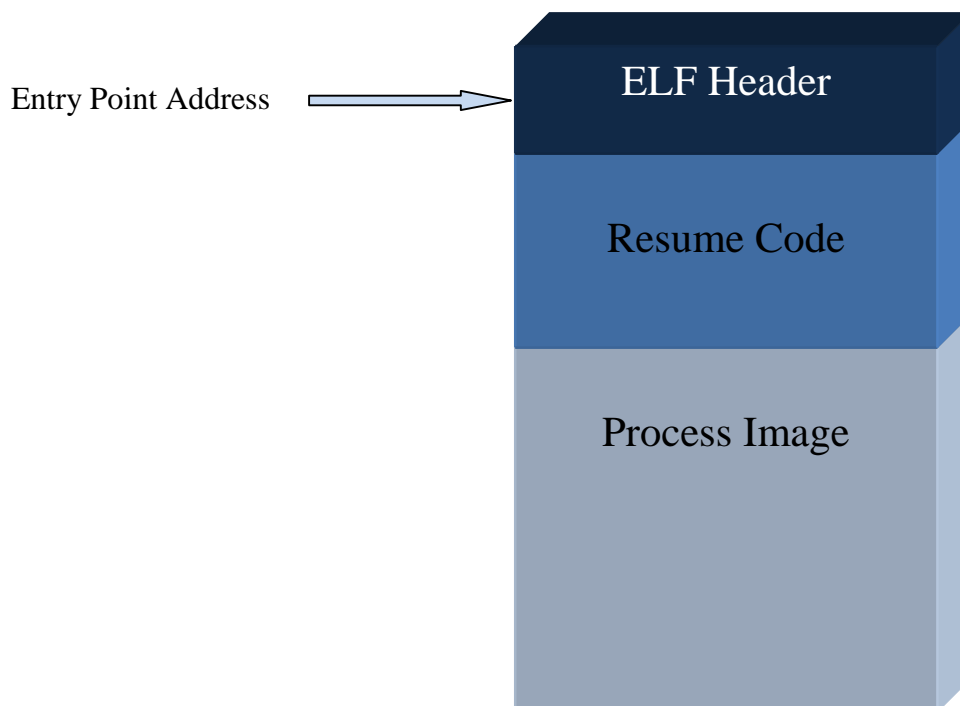 ELF Header
Entry Point Address
Resume Code
Process Image